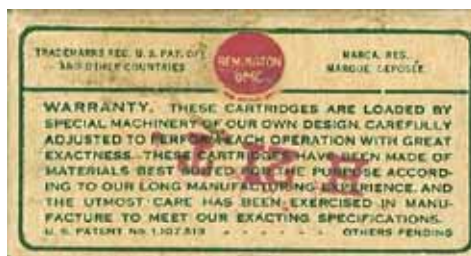 TRADEMARKS REG. U. S. PAT. OFF.
AND OTHER COUNTRIES
REMINGTON
UMC
MARCA. REG.
MARQUE DEPOSÉE
WARRANTY. THESE CARTRIDGES ARE LOADED BY
SPECIAL MACHINERY OF OUR OWN DESIGN, CAREFULLY
ADJUSTED TO PERFORM EACH OPERATION WITH GREAT
EXACTNESS. THESE CARTRIDGES HAVE BEEN MADE OF
MATERIALS BEST SUITED FOR THE PURPOSE ACCORD-
ING TO OUR LONG MANUFACTURING EXPERIENCE, AND
THE UTMOST CARE HAS BEEN EXERCISED IN MANU-
FACTURE TO MEET OUR EXACTING SPECIFICATIONS.
U. S. PATENT No. OTHERS PENDING